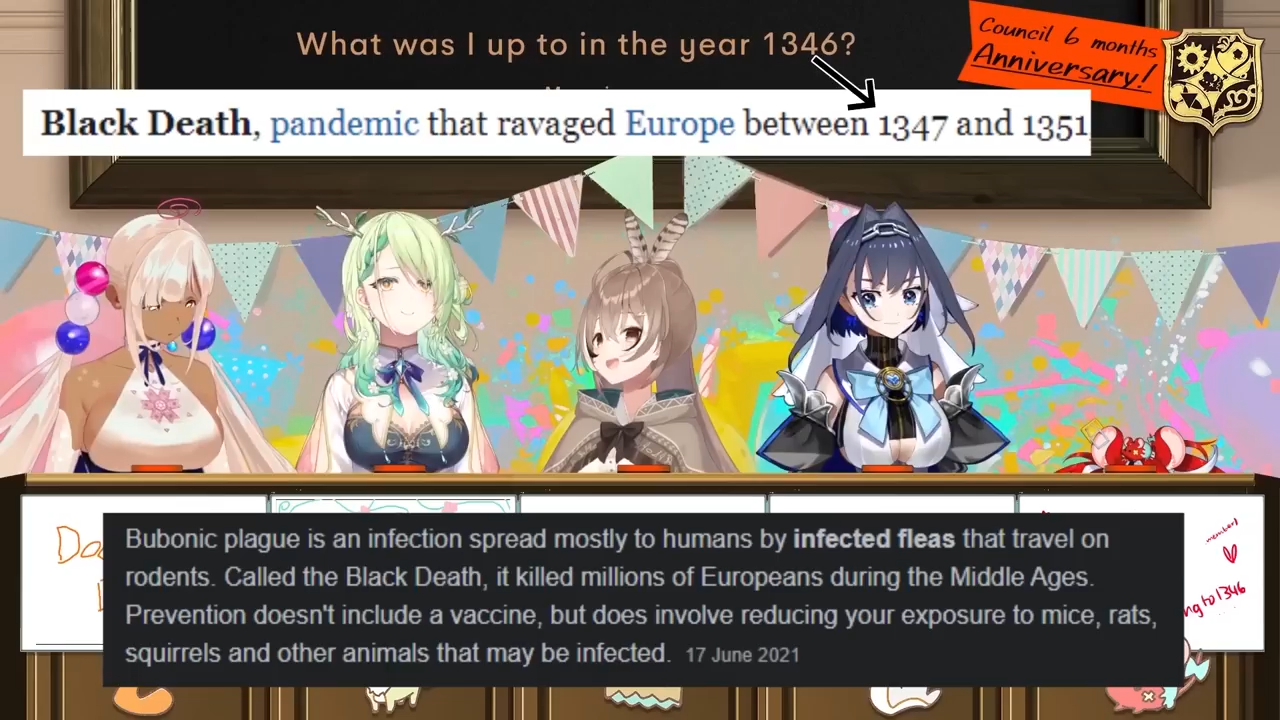 What was I up to in the year 1346?
Council 6 months
Anniversary!
Black Death, pandemic that ravaged Europe between 1347 and 1351
Bubonic plague is an infection spread mostly to humans by infected fleas that travel on
rodents. Called the Black Death, it killed millions of Europeans during the Middle Ages.
Prevention doesn't include a vaccine, but does involve reducing your exposure to mice, rats,
squirrels and other animals that may be infected. 17 June 2021
to 1346